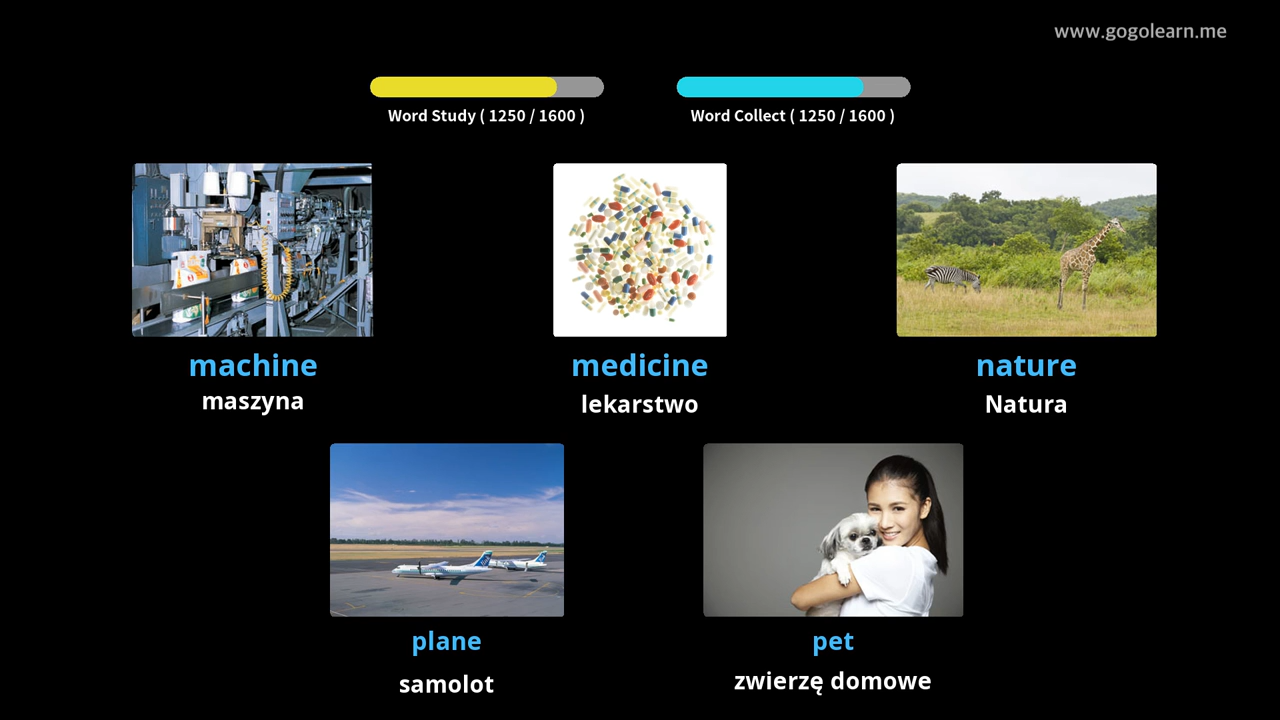 www.gogolearn.me
Word Study ( 1250 / 1600 )
Word Collect ( 1250 / 1600 )
machine
maszyna
medicine
lekarstwo
nature
Natura
plane
samolot
pet
zwierzę domowe